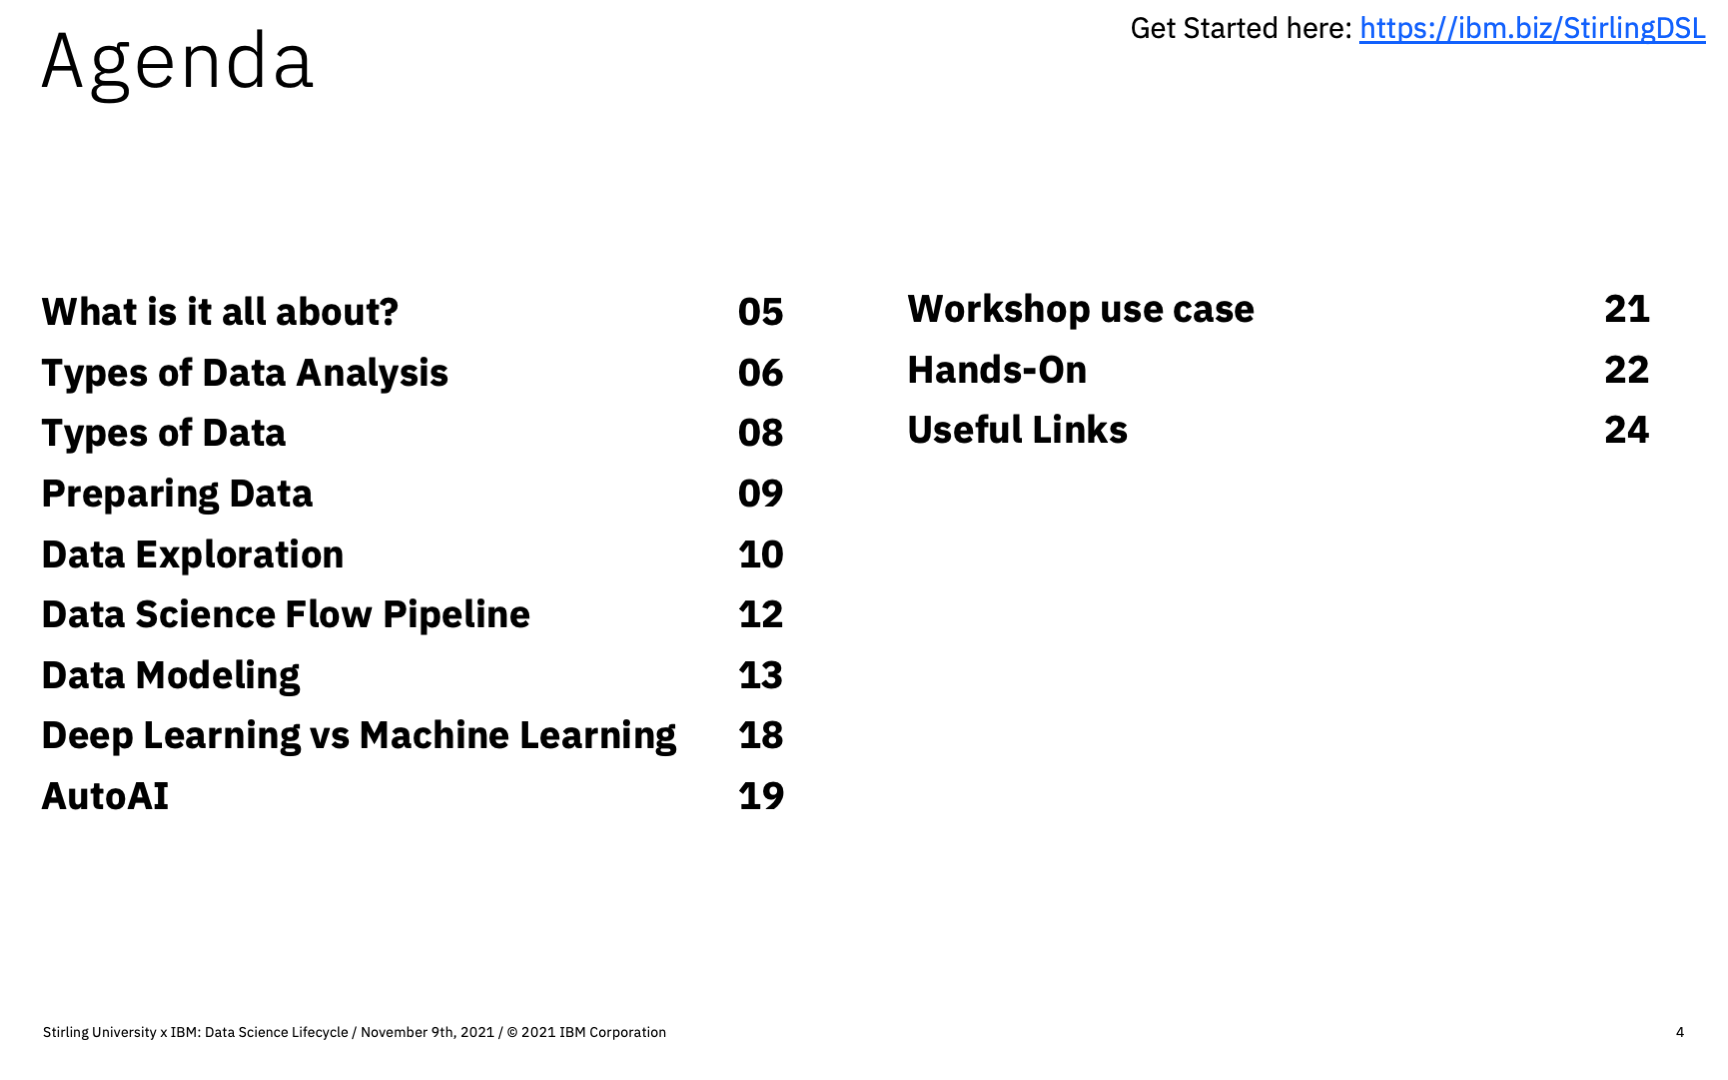 Agenda
Get Started here: https://ibm.biz/StirlingDSL
What is it all about? 05
Types of Data Analysis 06
Types of Data 08
Preparing Data 09
Data Exploration 10
Data Science Flow Pipeline 12
Data Modeling 13
Deep Learning vs Machine Learning 18
AutoAI 19
Workshop use case 21
Hands-On 22
Useful Links 24
Stirling University x IBM: Data Science Lifecycle / November 9th, 2021 / © 2021 IBM Corporation
4